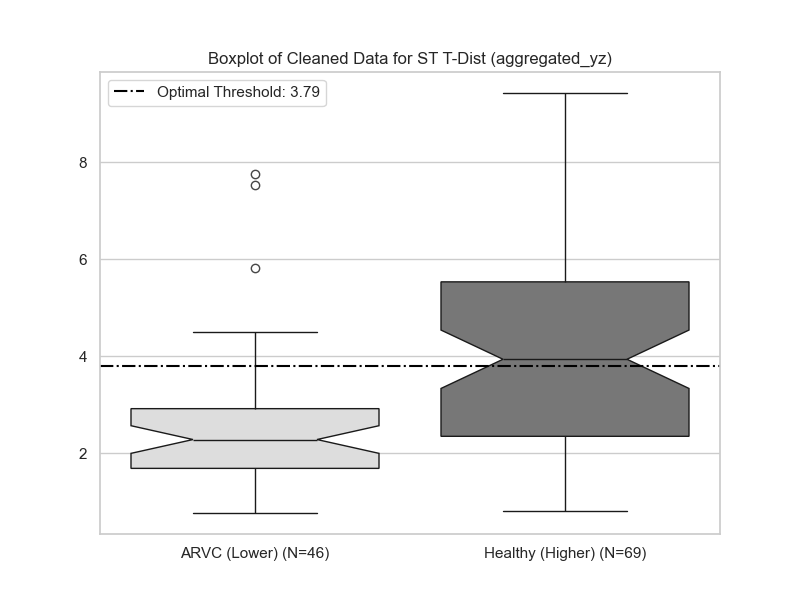 Boxplot of Cleaned Data for ST T-Dist (aggregated_yz)
Optimal Threshold: 3.79
8
6
4
2
ARVC (Lower) (N=46)
Healthy (Higher) (N=69)